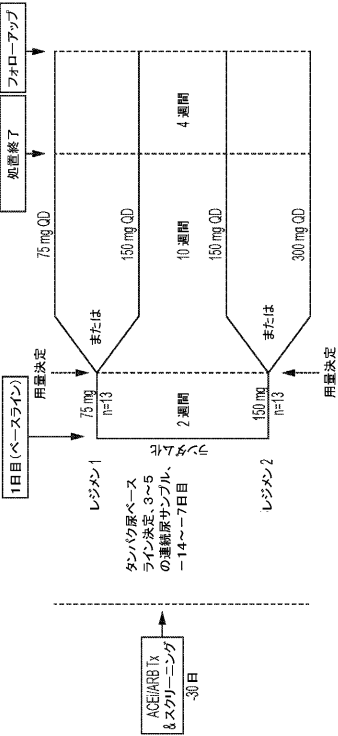 ACEi/ARB Tx
&スクリーニング
-30日
タンパク尿ベース
ライン決定、3~5
の連続尿サンプル、
-14~-7日目
1日目(ベースライン)
レジメン1
レジメン2
ランダム化
75 mg
n=13
2週間
150 mg
n=13
用量決定
用量決定
または
または
75 mg QD
150 mg QD
10週間
150 mg QD
300 mg QD
処置終了
4週間
フォローアップ